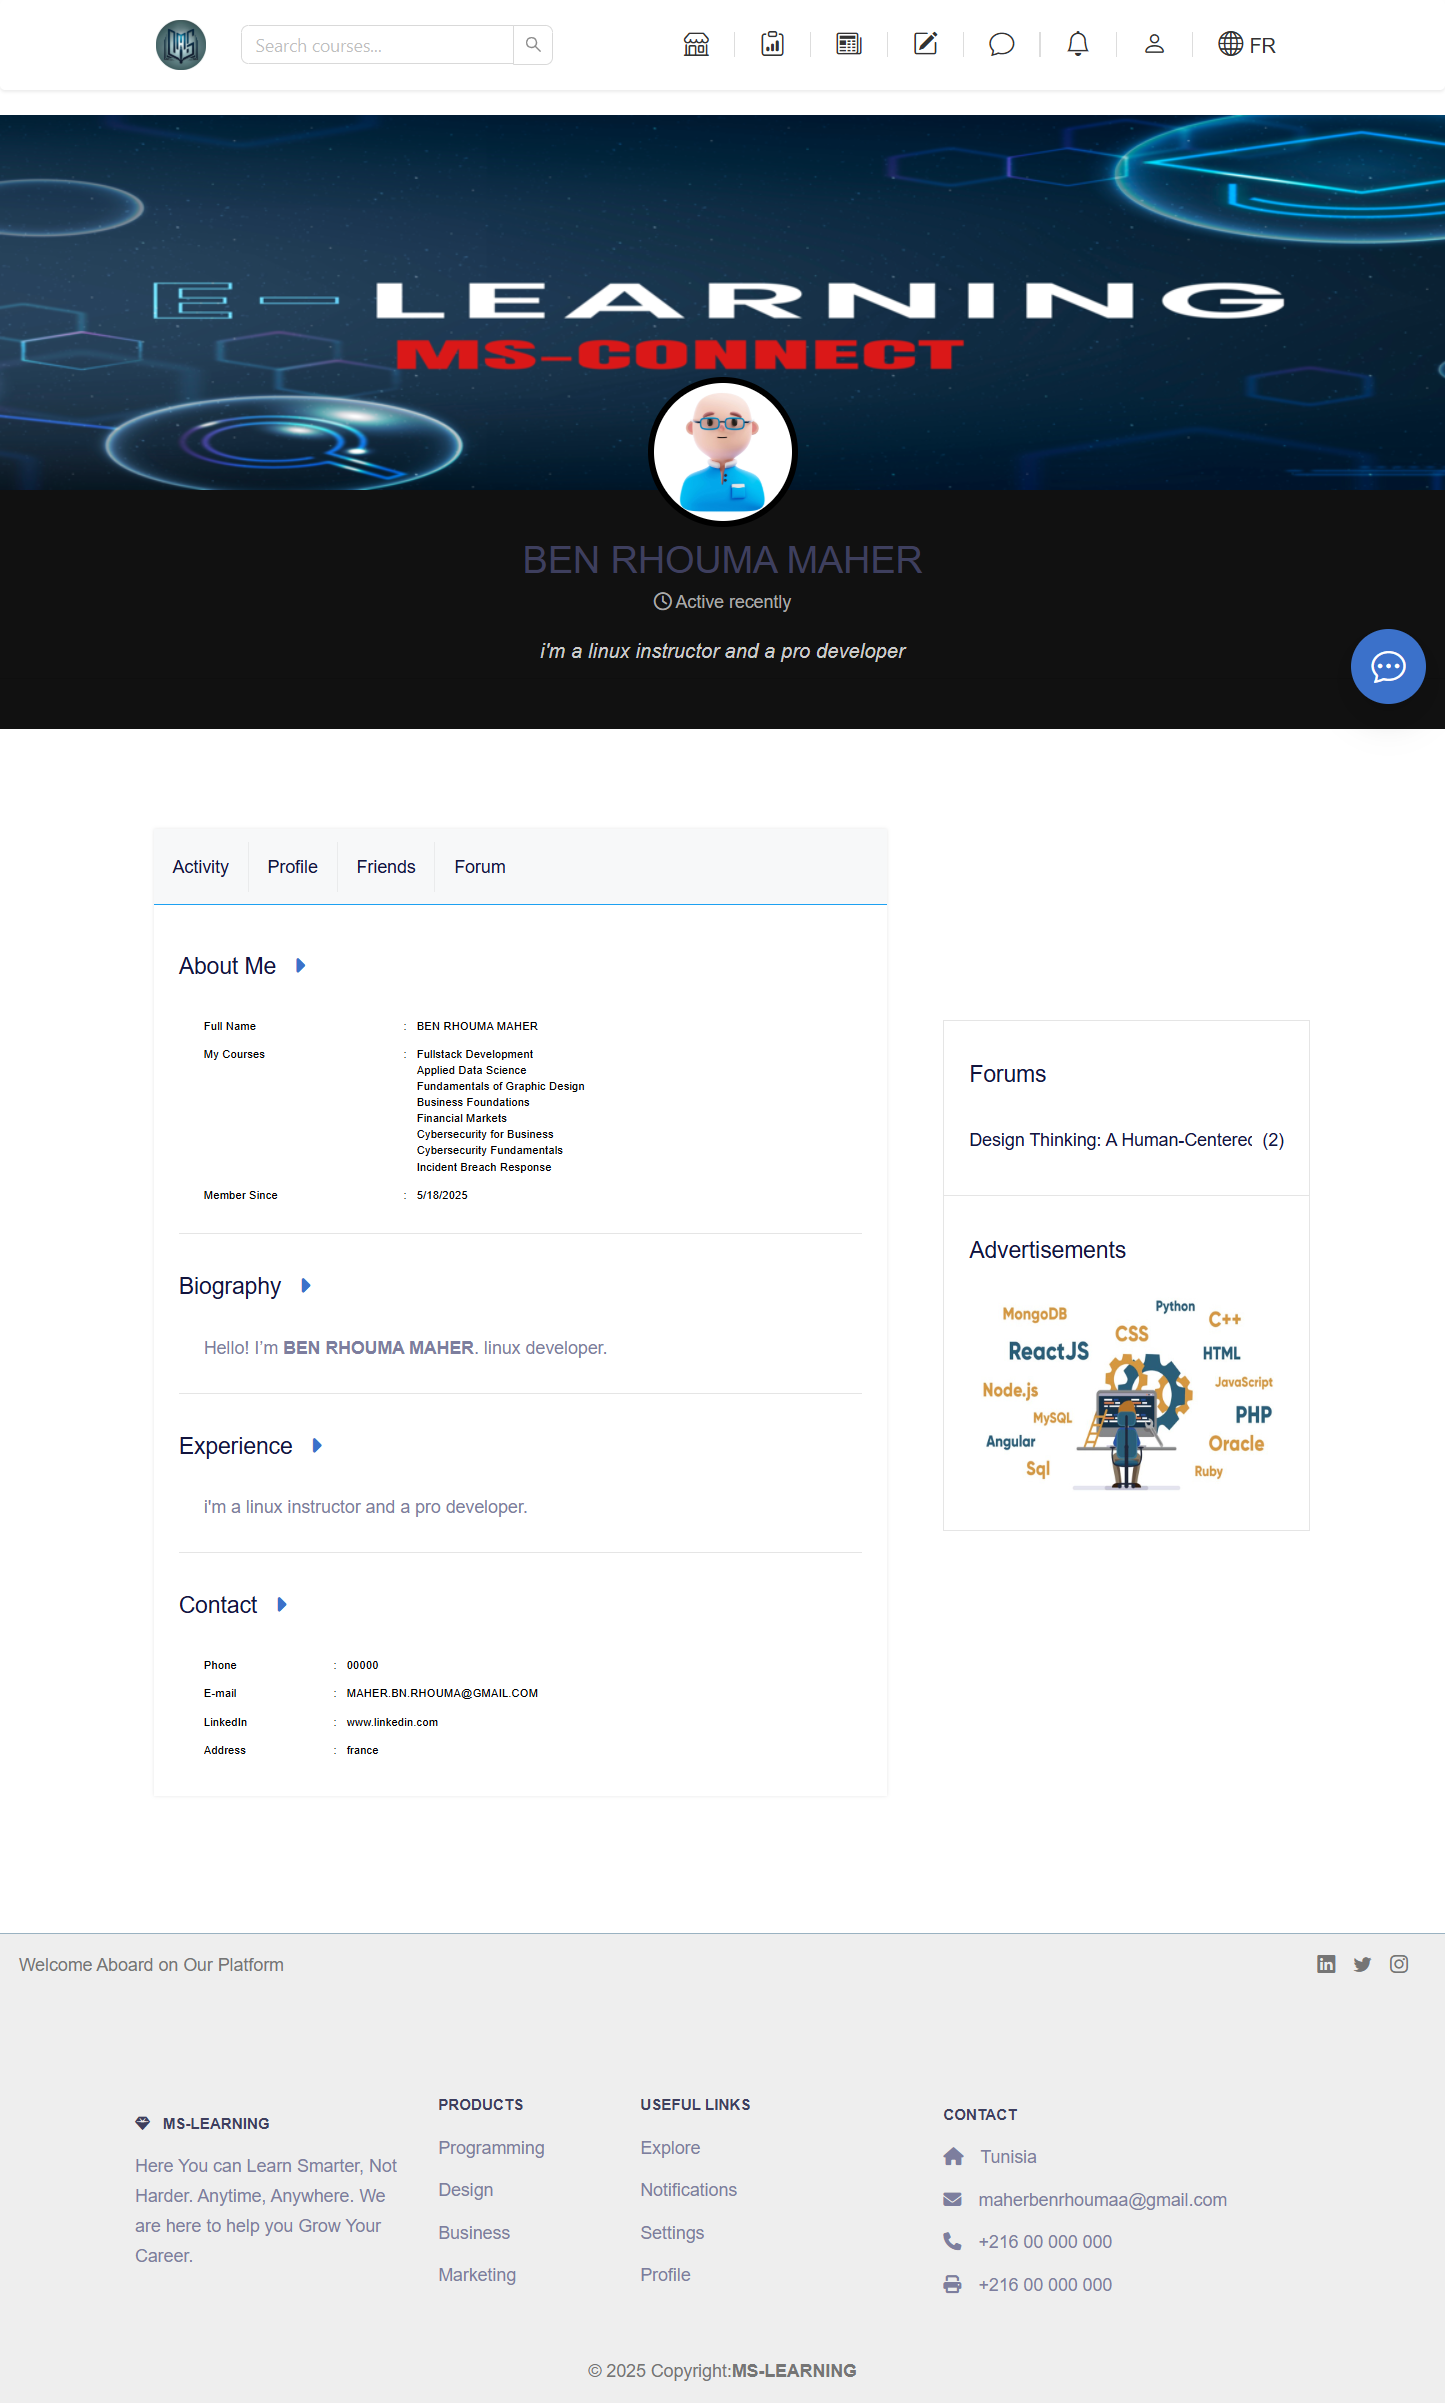 Search courses...
FR
E-LEARNING
MS-CONNECT
BEN RHOUMA MAHER
Active recently
i'm a linux instructor and a pro developer
Activity
Profile
Friends
Forum
About Me
Full Name : BEN RHOUMA MAHER
My Courses : Fullstack Development
Applied Data Science
Fundamentals of Graphic Design
Business Foundations
Financial Markets
Cybersecurity for Business
Cybersecurity Fundamentals
Incident Breach Response
Member Since : 5/18/2025
Biography
Hello! I’m BEN RHOUMA MAHER. linux developer.
Experience
i'm a linux instructor and a pro developer.
Contact
Phone : 00000
E-mail : MAHER.BN.RHOUMA@GMAIL.COM
LinkedIn : www.linkedin.com
Address : france
Forums
Design Thinking: A Human-Centered (2)
Advertisements
Python
MongoDB
C++
CSS
ReactJS
HTML
JavaScript
Node.js
MySQL
PHP
Angular
Oracle
Sql
Ruby
Welcome Aboard on Our Platform
MS-LEARNING
Here You can Learn Smarter, Not
Harder. Anytime, Anywhere. We
are here to help you Grow Your
Career.
PRODUCTS
Programming
Design
Business
Marketing
USEFUL LINKS
Explore
Notifications
Settings
Profile
CONTACT
Tunisia
maherbenrhoumaa@gmail.com
+216 00 000 000
+216 00 000 000
© 2025 Copyright:MS-LEARNING